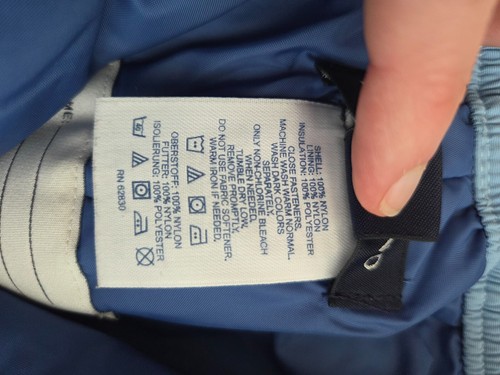 SHELL: 100% NYLON
LINING: 100% NYLON
INSULATION: 100% POLYESTER
CLOSE FASTENERS.
MACHINE WASH WARM NORMAL.
WASH DARK COLORS
ONLY NON-CHLORINE BLEACH
WHEN NEEDED.
TUMBLE DRY LOW.
REMOVE PROMPTLY.
DO NOT USE FABRIC SOFTENER.
WARM IRON IF NEEDED.
OBERSTOFF: 100% NYLON
FUTTER: 100% NYLON
ISOLIERUNG: 100% POLYESTER
RN 62830